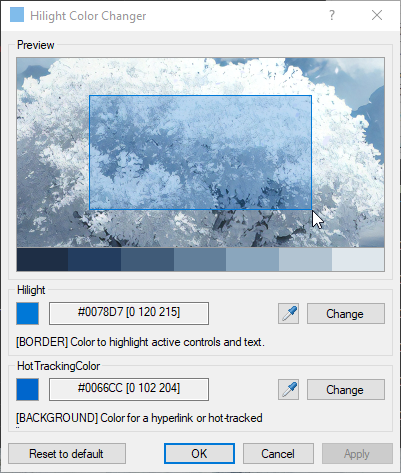 Hilight Color Changer
?
Preview
Hilight
#0078D7 [0 120 215]
Change
[BORDER] Color to highlight active controls and text.
HotTrackingColor
#0066CC [0 102 204]
Change
[BACKGROUND] Color for a hyperlink or hot-tracked
Reset to default
OK
Cancel
Apply